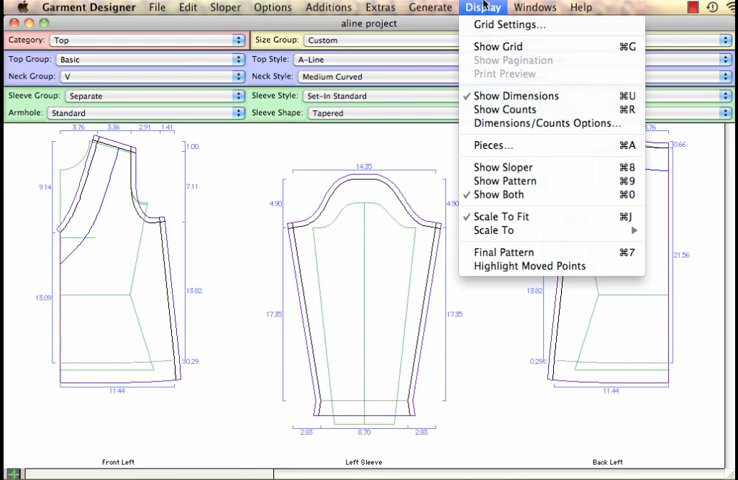 Garment Designer File Edit Sloper Options Additions Extras Generate Display Windows Help
aline project
Category: Top Size Group: Custom
Top Group: Basic Top Style: A-Line
Neck Group: V Neck Style: Medium Curved
Sleeve Group: Separate Sleeve Style: Set-In Standard
Armhole: Standard Sleeve Shape: Tapered
Grid Settings...
Show Grid ⌘G
Show Pagination
Print Preview
✓ Show Dimensions ⌘U
Show Counts ⌘R
Dimensions/Counts Options...
Pieces... ⌘A
Show Sloper ⌘8
Show Pattern ⌘9
✓ Show Both ⌘0
✓ Scale To Fit ⌘J
Scale To
Final Pattern ⌘7
Highlight Moved Points
3.76 3.36 2.91 1.41
1.00
9.14
7.11
13.09
13.82
0.29
11.44
Front Left
14.35
4.90 4.90
17.35 17.35
2.88 8.70 2.88
Left Sleeve
3.76
0.66
21.56
0.29
11.44
Back Left